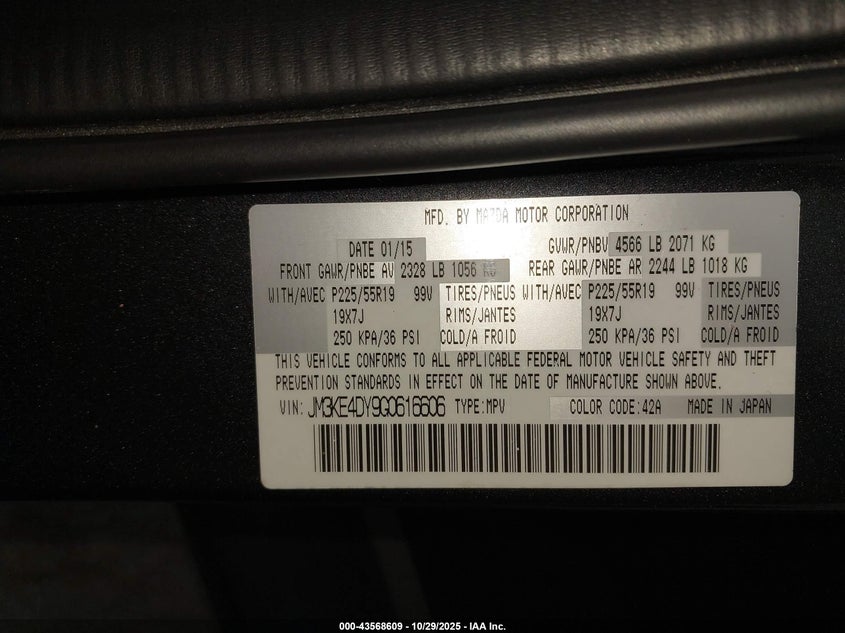 MFD. BY MAZDA MOTOR CORPORATION
DATE 01/15 GVWR/PNBV 4566 LB 2071 KG
FRONT GAWR/PNBE AV 2328 LB 1056 KG REAR GAWR/PNBE AR 2244 LB 1018 KG
WITH/AVEC P225/55R19 99V TIRES/PNEUS WITH/AVEC P225/55R19 99V TIRES/PNEUS
19X7J RIMS/JANTES 19X7J RIMS/JANTES
250 KPA/36 PSI COLD/A FROID 250 KPA/36 PSI COLD/A FROID
THIS VEHICLE CONFORMS TO ALL APPLICABLE FEDERAL MOTOR VEHICLE SAFETY AND THEFT
PREVENTION STANDARDS IN EFFECT ON THE DATE OF MANUFACTURE SHOWN ABOVE.
VIN: JM3KE4DY9G0616606 TYPE:MPV COLOR CODE:42A MADE IN JAPAN
000-43568609 - 10/29/2025 - IAA Inc.